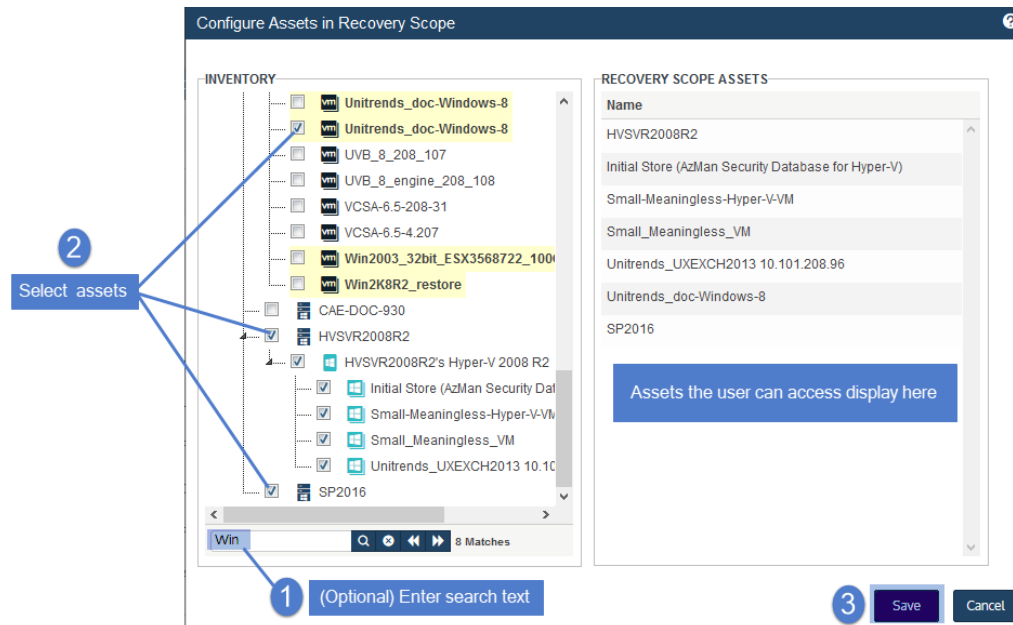 Configure Assets in Recovery Scope
?
INVENTORY
Unitrends_doc-Windows-8
Unitrends_doc-Windows-8
UVB_8_208_107
UVB_8_engine_208_108
VCSA-6.5-208-31
VCSA-6.5-4.207
Win2003_32bit_ESX3568722_100
Win2K8R2_restore
CAE-DOC-930
HVSVR2008R2
HVSVR2008R2's Hyper-V 2008 R2
Initial Store (AzMan Security Dat
Small-Meaningless-Hyper-V-VM
Small_Meaningless_VM
Unitrends_UXEXCH2013 10.10
SP2016
Win
8 Matches
RECOVERY SCOPE ASSETS
Name
HVSVR2008R2
Initial Store (AzMan Security Database for Hyper-V)
Small-Meaningless-Hyper-V-VM
Small_Meaningless_VM
Unitrends_UXEXCH2013 10.101.208.96
Unitrends_doc-Windows-8
SP2016
Assets the user can access display here
2
Select assets
1
(Optional) Enter search text
3
Save
Cancel